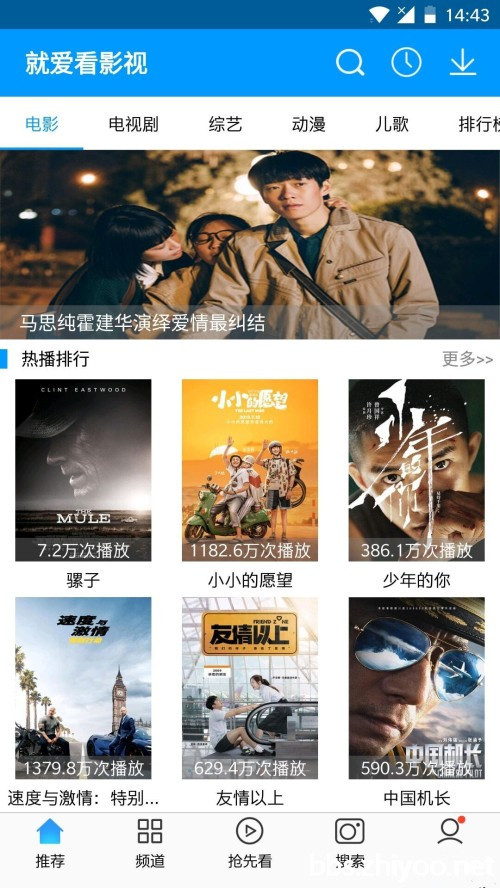 14:43
就爱看影视
电影 电视剧 综艺 动漫 儿歌 排行榜
马思纯霍建华演绎爱情最纠结
热播排行 更多>>
CLINT EASTWOOD
THE
MULE
7.2万次播放
骡子
小小的愿望
1182.6万次播放
小小的愿望
少年的你
386.1万次播放
少年的你
速度与
激情
1379.8万次播放
速度与激情：特别...
FRIEND ZONE
友情以上
629.4万次播放
友情以上
中国机长
590.3万次播放
中国机长
推荐 频道 抢先看 搜索